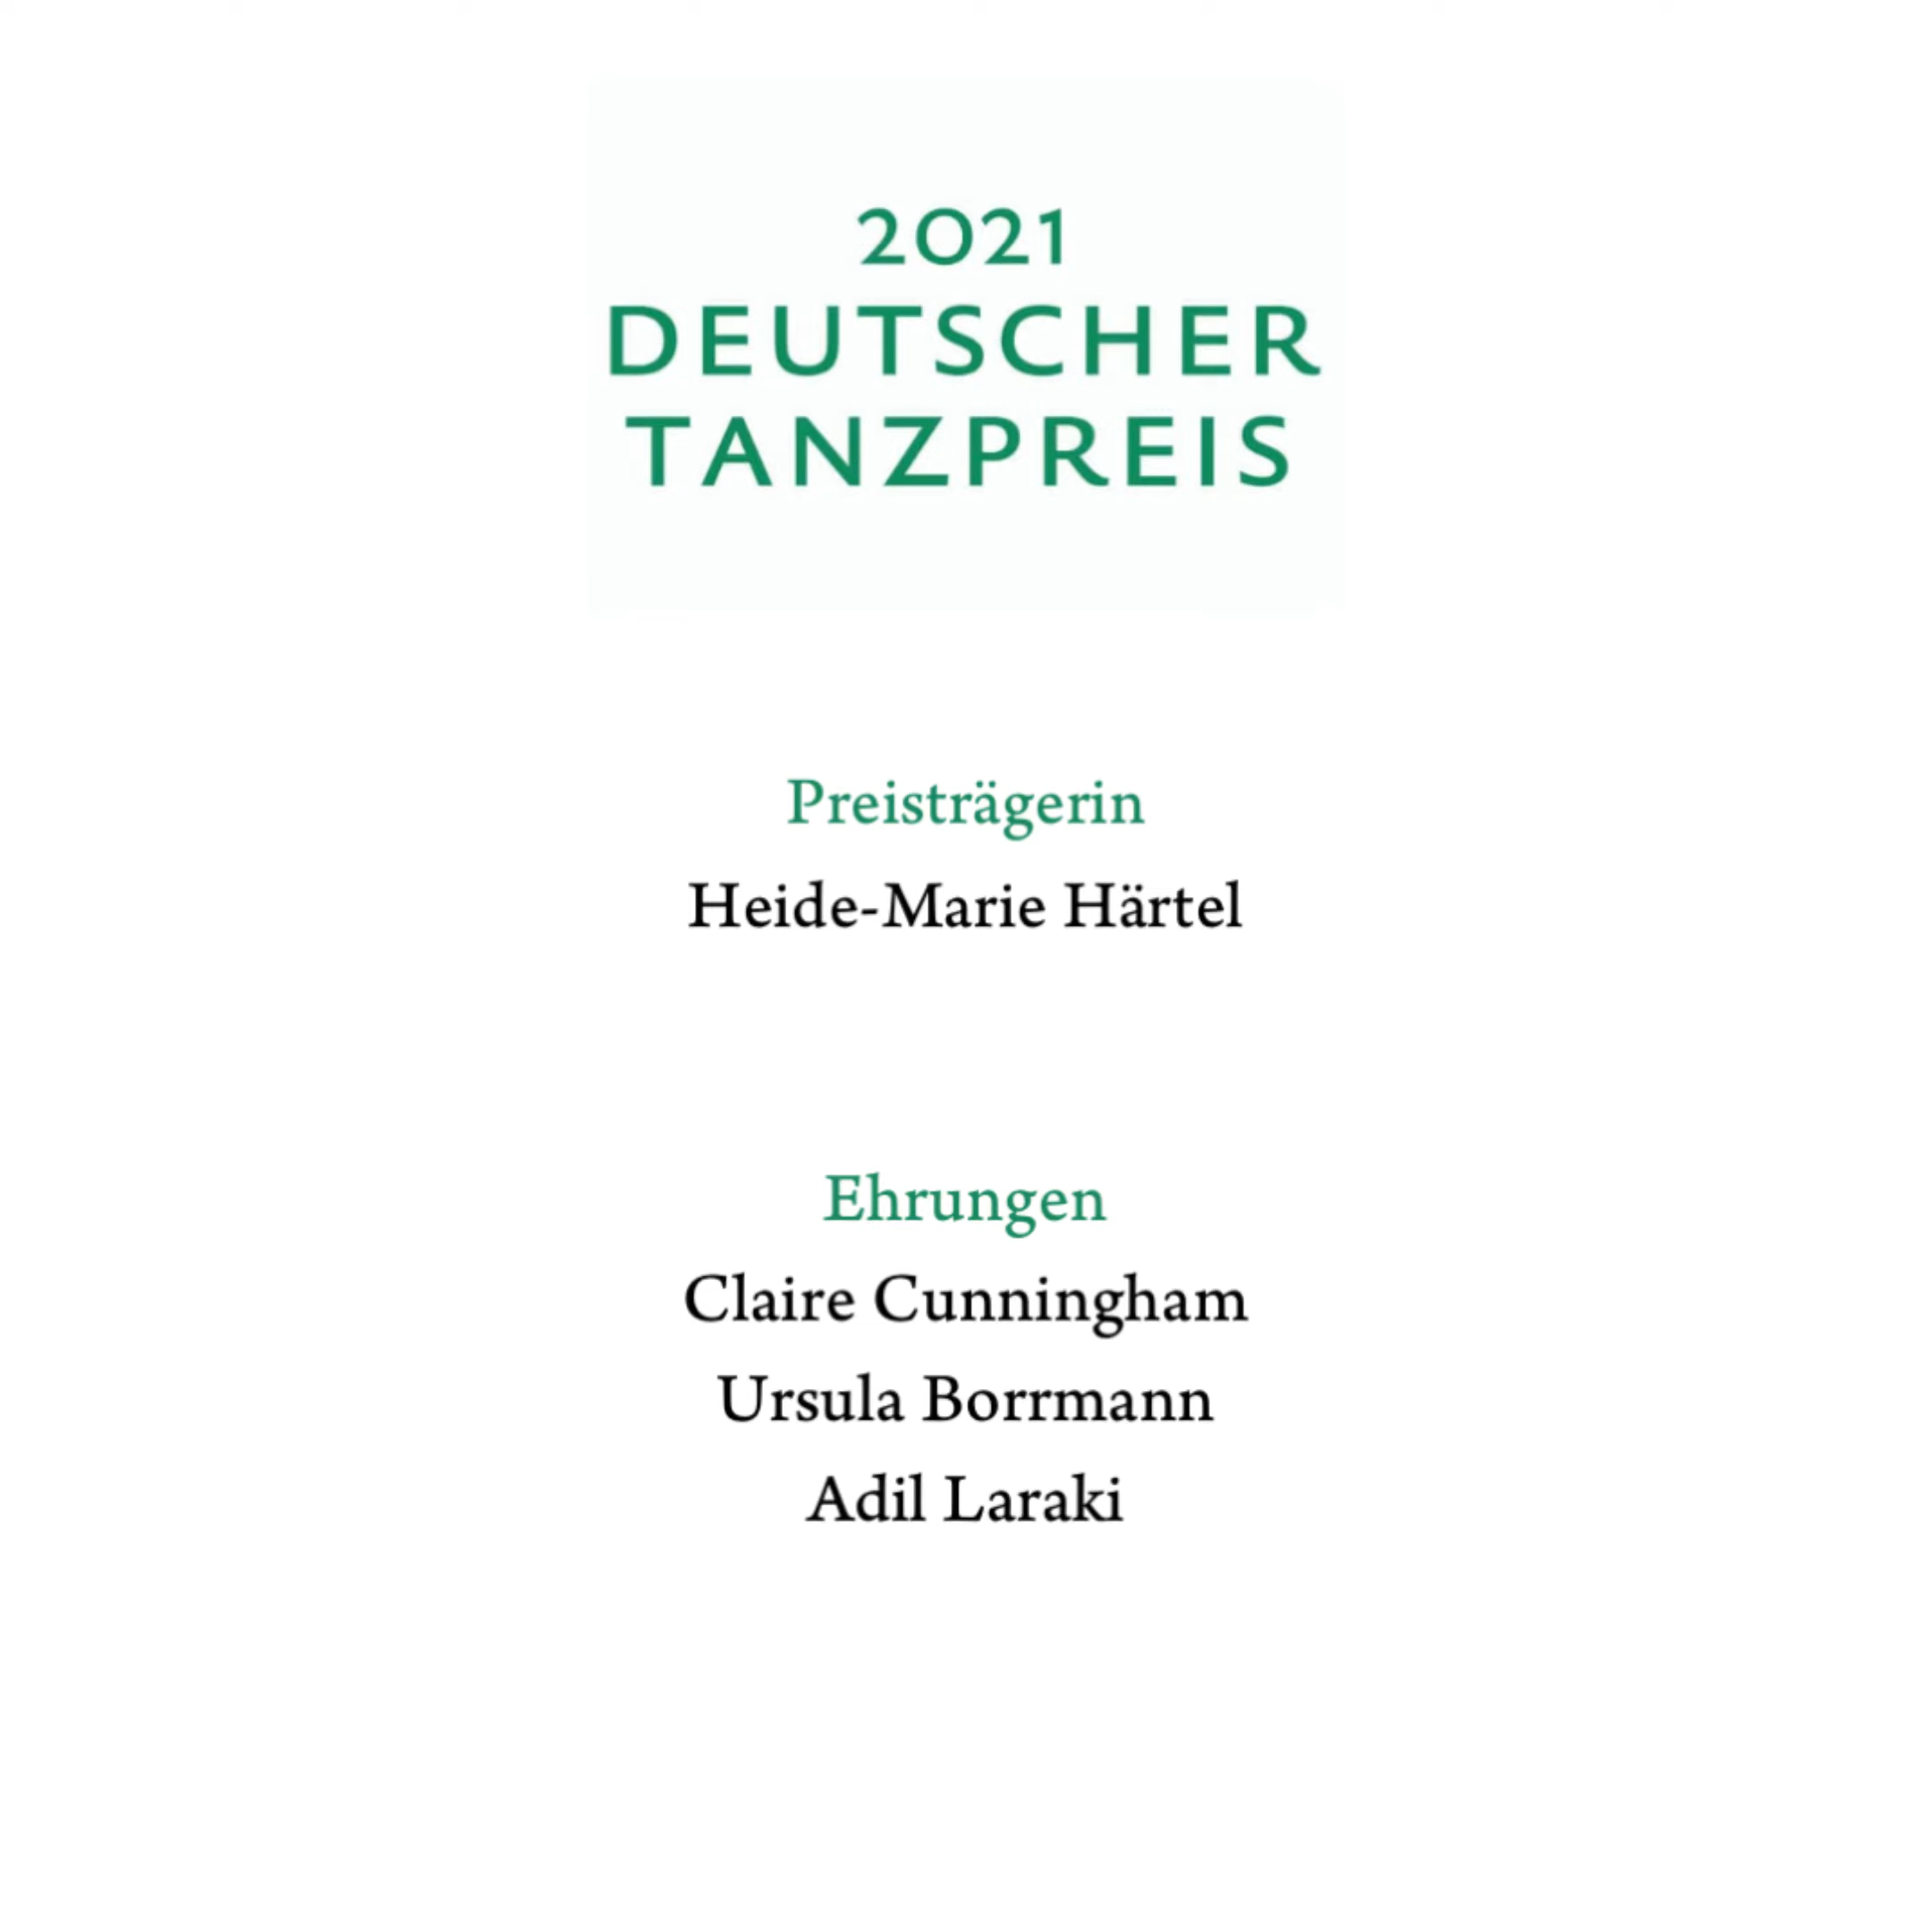 2021
DEUTSCHER
TANZPREIS
Preisträgerin
Heide-Marie Härtel
Ehrungen
Claire Cunningham
Ursula Borrmann
Adil Laraki